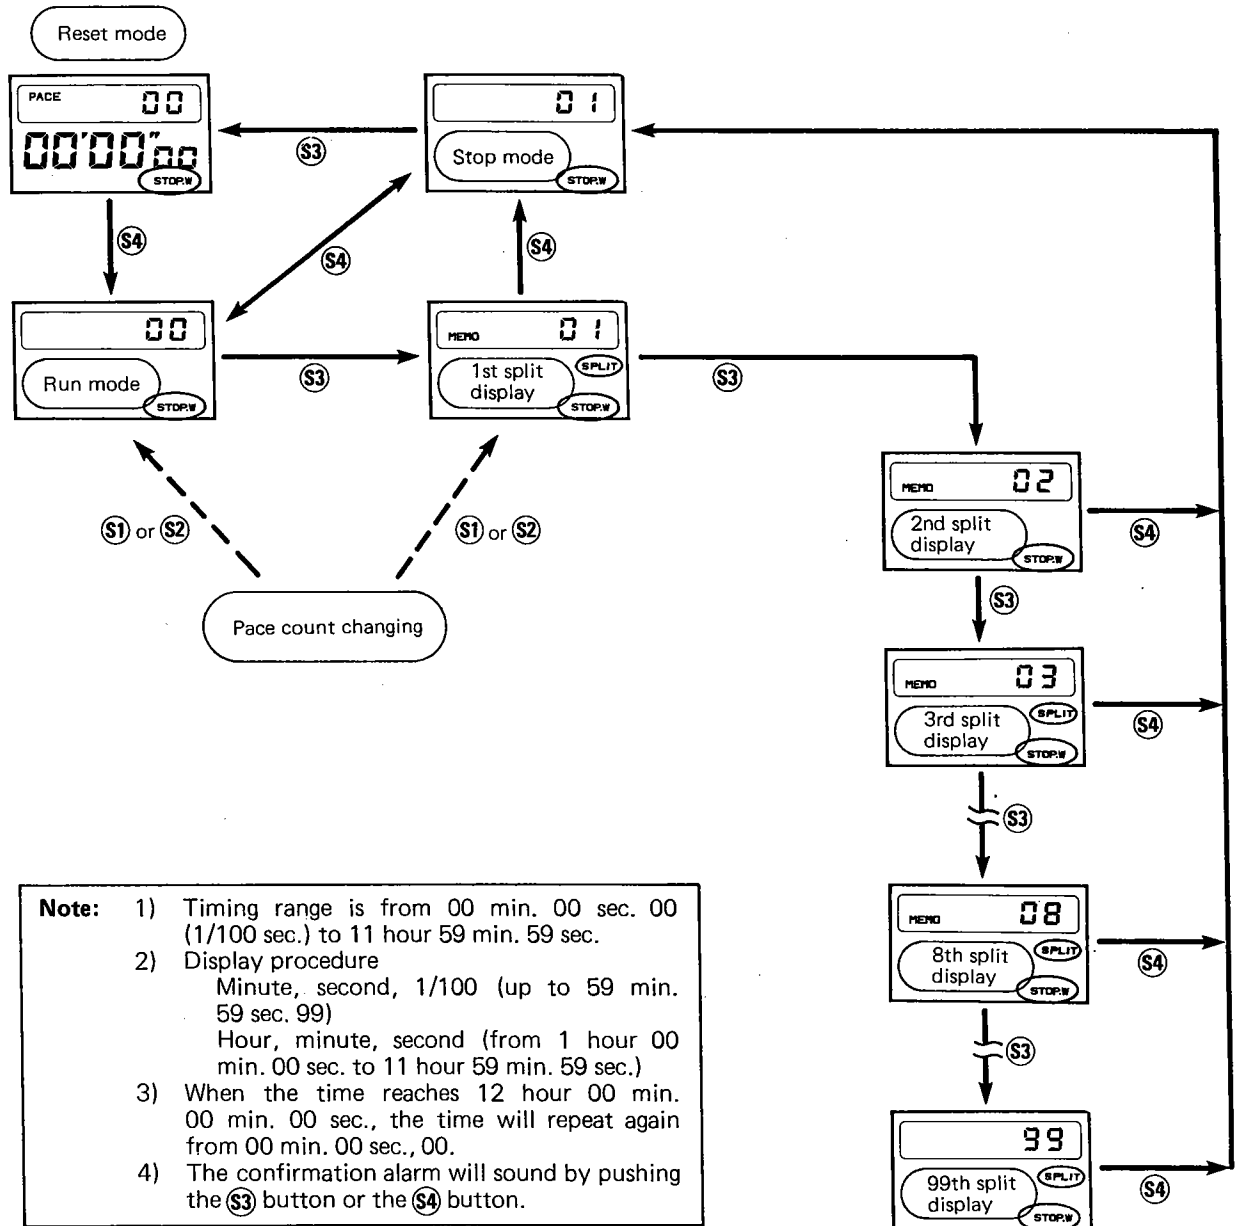 Reset mode
PACE 00
00'00"00
STOP.W
S3
01
Stop mode
STOP.W
S4
S4
S4
00
Run mode
STOP.W
S3
MEMO 01
1st split
display
SPLIT
STOP.W
S3
S1 or S2
S1 or S2
Pace count changing
MEMO 02
2nd split
display
STOP.W
S4
S3
MEMO 03
3rd split
display
SPLIT
STOP.W
S4
S3
MEMO 08
8th split
display
SPLIT
STOP.W
S4
S3
99
99th split
display
SPLIT
STOP.W
S4
Note: 1) Timing range is from 00 min. 00 sec. 00
(1/100 sec.) to 11 hour 59 min. 59 sec.
2) Display procedure
Minute, second, 1/100 (up to 59 min.
59 sec. 99)
Hour, minute, second (from 1 hour 00
min. 00 sec. to 11 hour 59 min. 59 sec.)
3) When the time reaches 12 hour 00 min.
00 min. 00 sec., the time will repeat again
from 00 min. 00 sec., 00.
4) The confirmation alarm will sound by pushing
the S3 button or the S4 button.